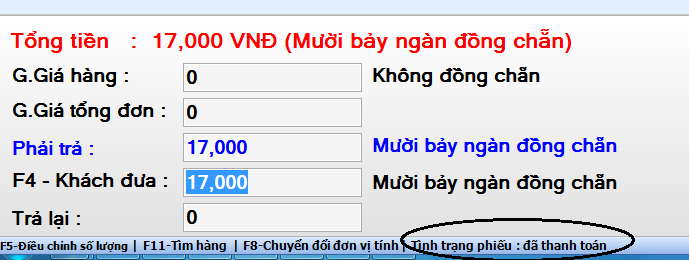 Tổng tiền : 17,000 VNĐ (Mười bảy ngàn đồng chẵn)
G.Giá hàng : 0 Không đồng chẵn
G.Giá tổng đơn : 0
Phải trả : 17,000 Mười bảy ngàn đồng chẵn
F4 - Khách đưa : 17,000 Mười bảy ngàn đồng chẵn
Trả lại : 0
F5-Điều chỉnh số lượng | F11-Tìm hàng | F8-Chuyển đổi đơn vị tính | Tình trạng phiếu : đã thanh toán